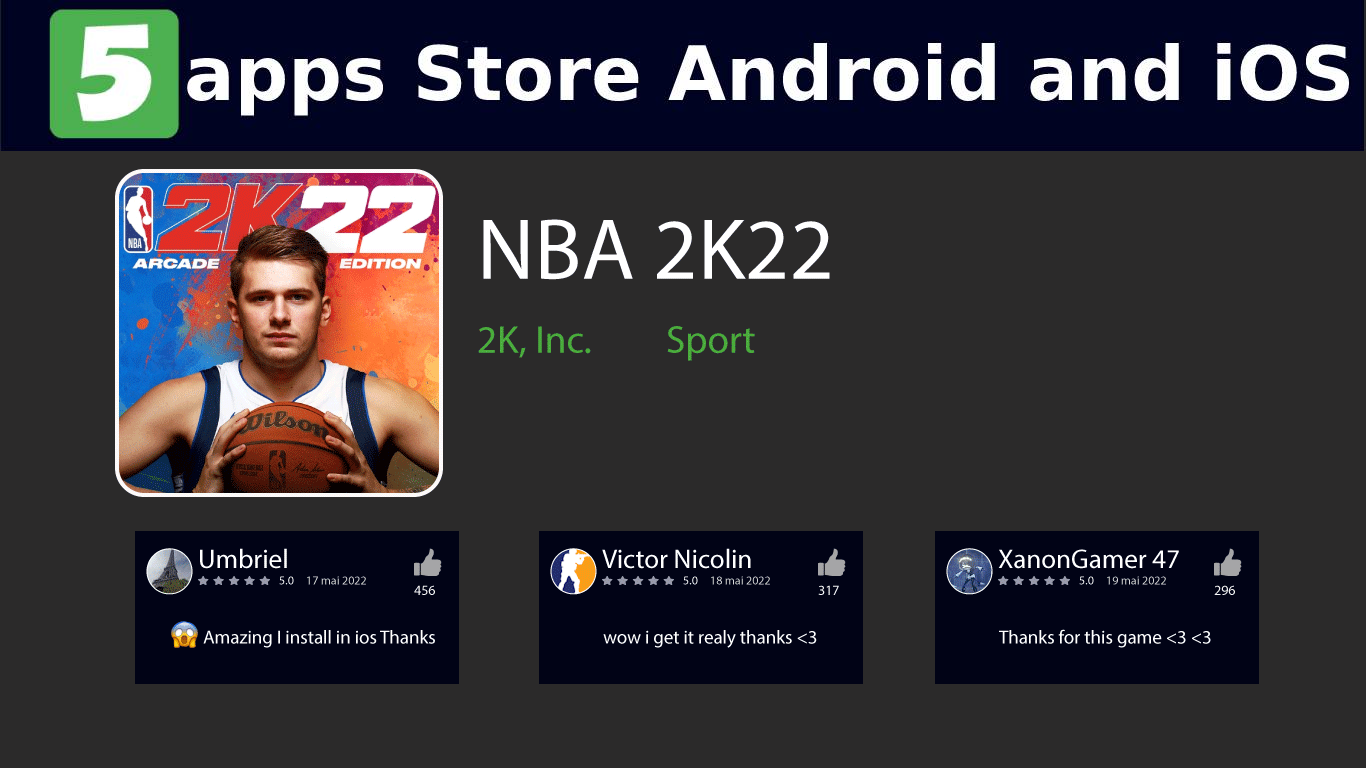 5 apps Store Android and iOS
2K22
NBA
ARCADE EDITION
Wilson
NBA 2K22
2K, Inc. Sport
Umbriel
5.0 17 mai 2022
456
😱 Amazing I install in ios Thanks
Victor Nicolin
5.0 18 mai 2022
317
wow i get it realy thanks <3
XanonGamer 47
5.0 19 mai 2022
296
Thanks for this game <3 <3